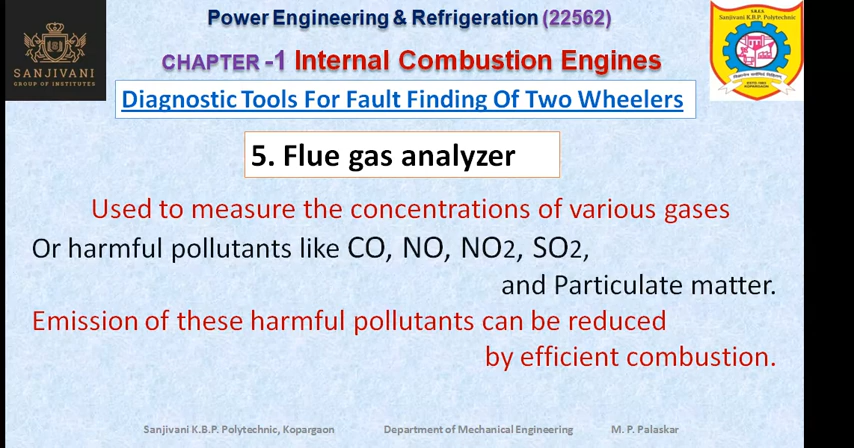 Power Engineering & Refrigeration (22562)
CHAPTER -1 Internal Combustion Engines
SANJIVANI
GROUP OF INSTITUTES
Sanjivani K.B.P. Polytechnic
KOPARGAON
Diagnostic Tools For Fault Finding Of Two Wheelers
5. Flue gas analyzer
Used to measure the concentrations of various gases
Or harmful pollutants like CO, NO, NO2, SO2,
and Particulate matter.
Emission of these harmful pollutants can be reduced
by efficient combustion.
Sanjivani K.B.P. Polytechnic, Kopargaon Department of Mechanical Engineering M. P. Palaskar